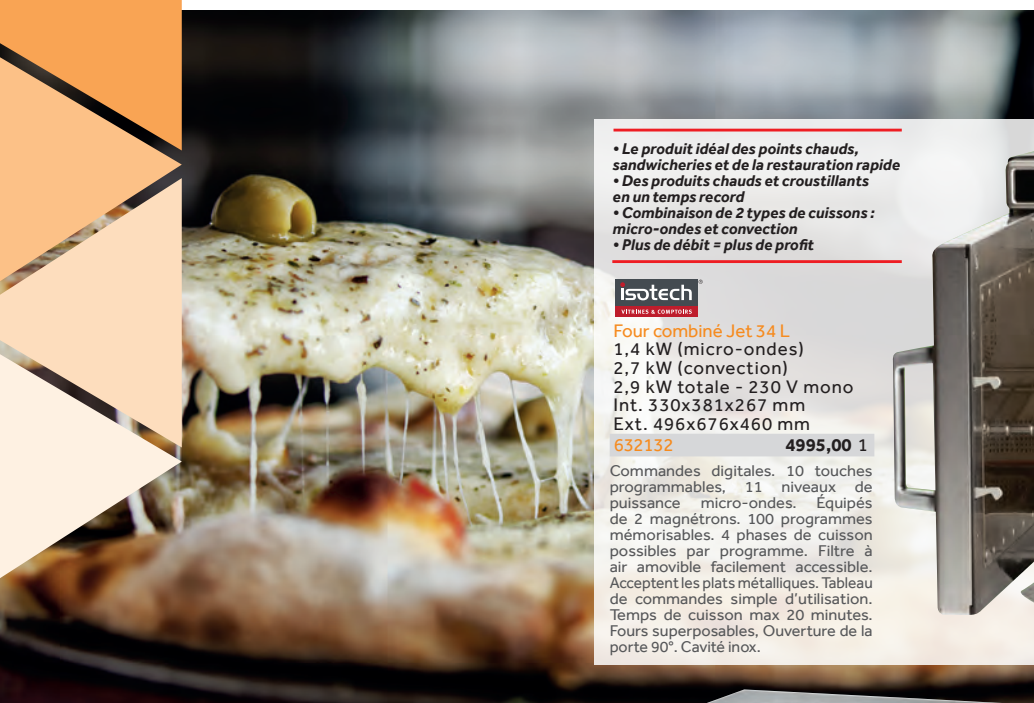 • Le produit idéal des points chauds,
sandwicheries et de la restauration rapide
• Des produits chauds et croustillants
en un temps record
• Combinaison de 2 types de cuissons :
micro-ondes et convection
• Plus de débit = plus de profit
isotech®
VITRINES & COMPTOIRS
Four combiné Jet 34 L
1,4 kW (micro-ondes)
2,7 kW (convection)
2,9 kW totale - 230 V mono
Int. 330x381x267 mm
Ext. 496x676x460 mm
632132 4995,00 1
Commandes digitales. 10 touches
programmables, 11 niveaux de
puissance micro-ondes. Équipés
de 2 magnétrons. 100 programmes
mémorisables. 4 phases de cuisson
possibles par programme. Filtre à
air amovible facilement accessible.
Acceptent les plats métalliques. Tableau
de commandes simple d'utilisation.
Temps de cuisson max 20 minutes.
Fours superposables, Ouverture de la
porte 90°. Cavité inox.